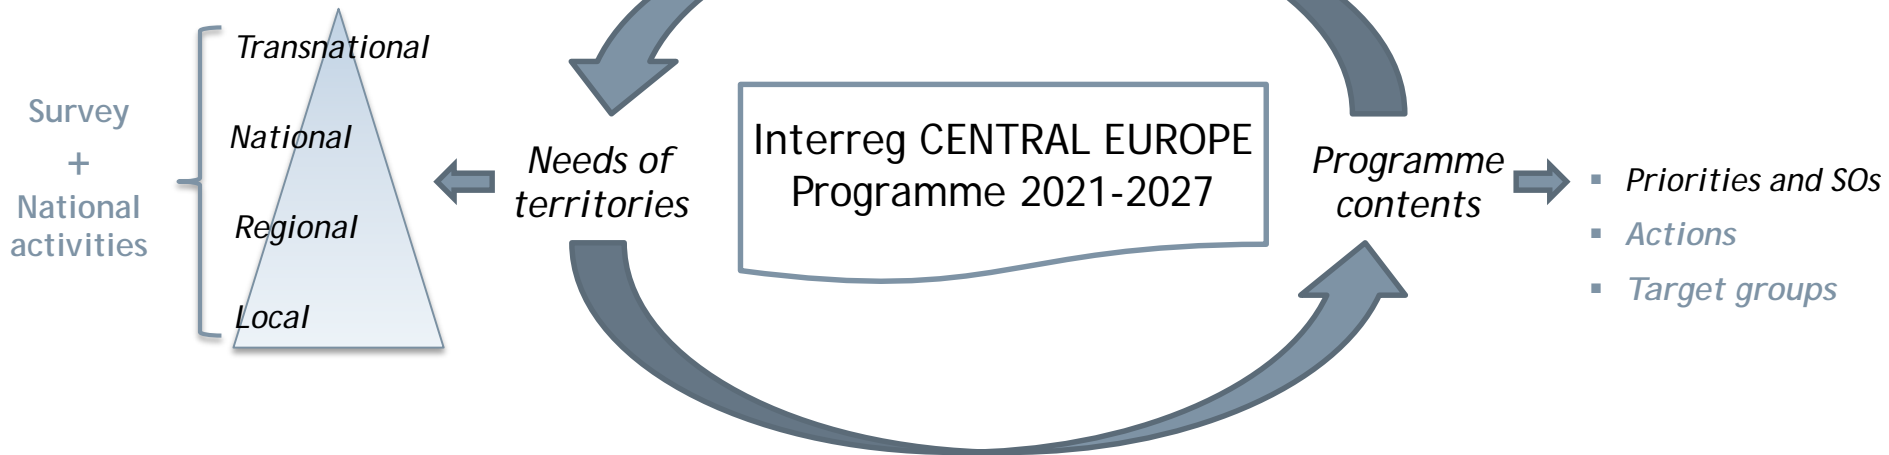 Survey
+
National
activities
Transnational
National
Regional
Local
Needs of
territories
Interreg CENTRAL EUROPE
Programme 2021-2027
Programme
contents
▪ Priorities and SOs
▪ Actions
▪ Target groups